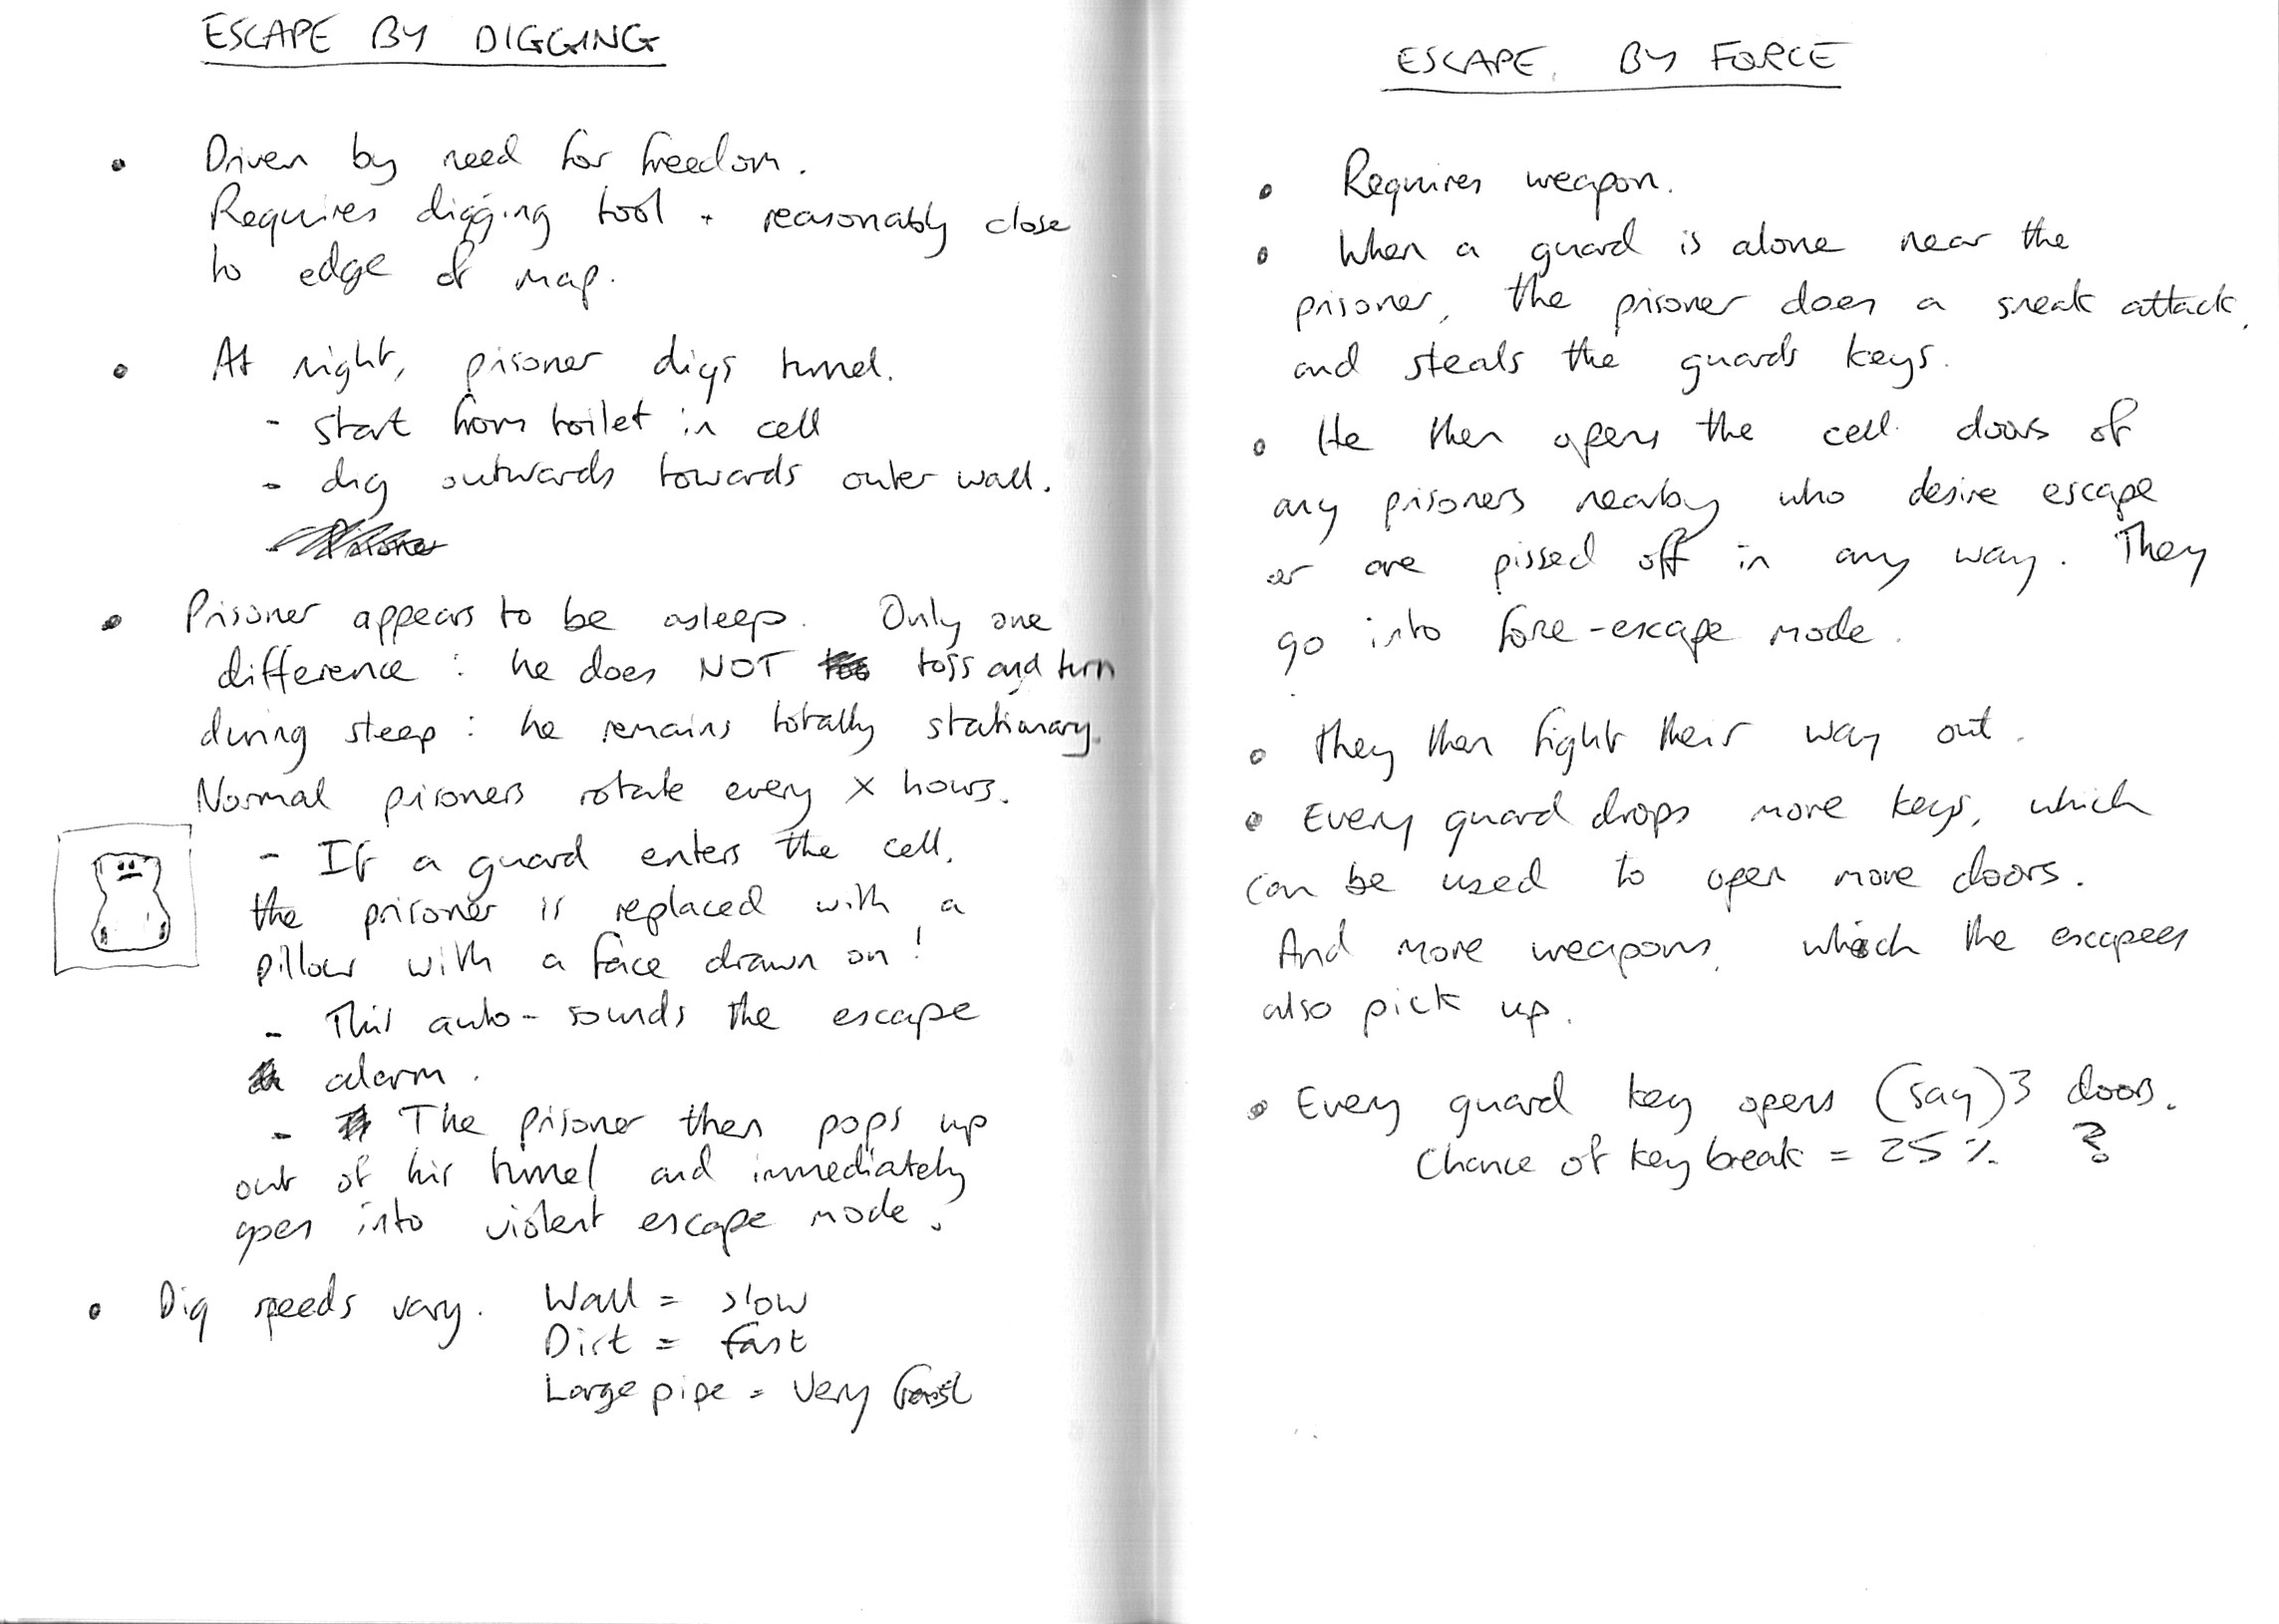 ESCAPE BY DIGGING
• Driven by need for freedom.
Requires digging tool + reasonably close
to edge of map.
• At night, prisoner digs tunnel.
- start from toilet in cell
- dig outwards towards outer wall.
- Prisoner
• Prisoner appears to be asleep. Only one
difference : he does NOT toss and turn
during sleep : he remains totally stationary.
Normal prisoners rotate every X hours.
- If a guard enters the cell,
the prisoner is replaced with a
pillow with a face drawn on!
- This auto-sounds the escape
alarm.
- The prisoner then pops up
out of his tunnel and immediately
goes into violent escape mode.
• Dig speeds vary. Wall = slow
Dirt = fast
Large pipe = Very fast
ESCAPE BY FORCE
• Requires weapon.
• When a guard is alone near the
prisoner, the prisoner does a sneak attack,
and steals the guards keys.
• He then opens the cell doors of
any prisoners nearby who desire escape
or are pissed off in any way. They
go into force-escape mode.
• They then fight their way out.
• Every guard drops more keys, which
can be used to open more doors.
And more weapons, which the escapees
also pick up.
• Every guard key opens (say) 3 doors.
Chance of key break = 25% ?